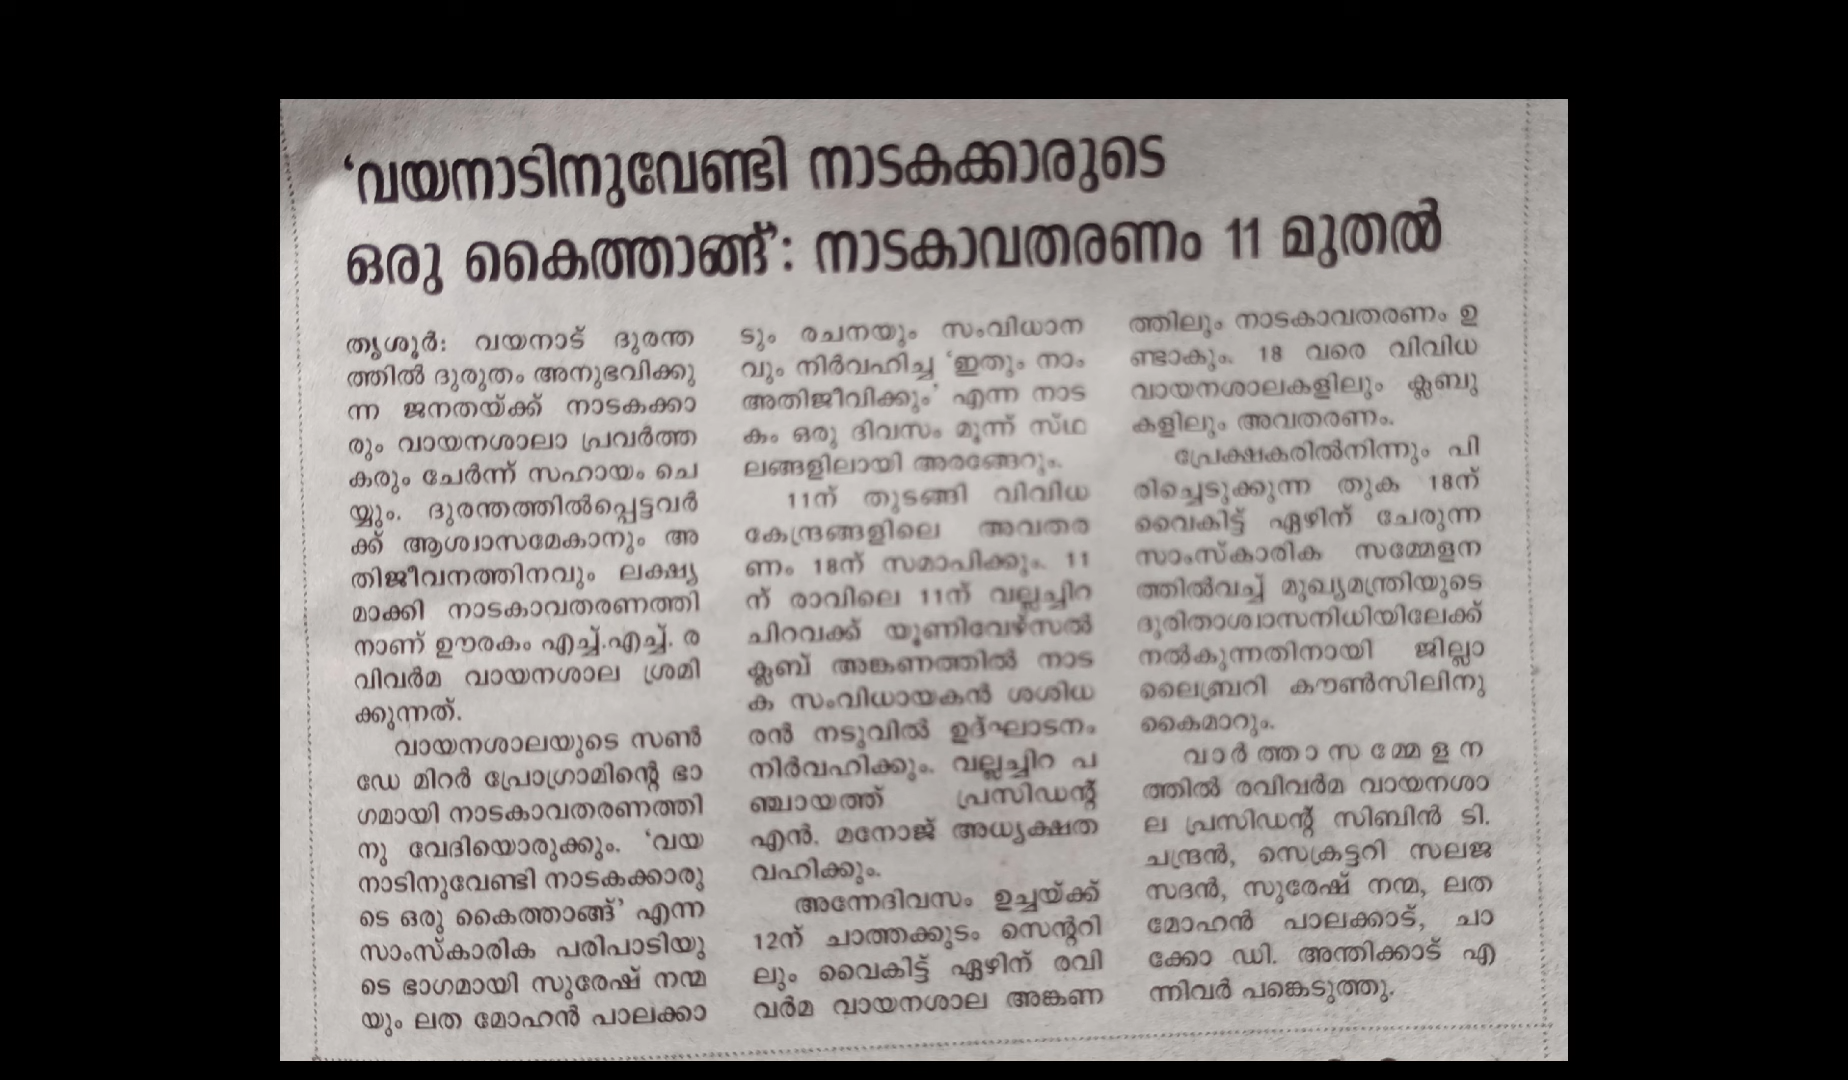 ‘വയനാടിനുവേണ്ടി നാടകക്കാരുടെ
ഒരു കൈത്താങ്ങ്’: നാടകാവതരണം 11 മുതൽ
തൃശൂർ: വയനാട് ദുരന്ത
ത്തിൽ ദുരുതം അനുഭവിക്കു
ന്ന ജനതയ്ക്ക് നാടകക്കാ
രും വായനശാലാ പ്രവർത്ത
കരും ചേർന്ന് സഹായം ചെ
യ്യും. ദുരന്തത്തിൽപ്പെട്ടവർ
ക്ക് ആശ്വാസമേകാനും അ
തിജീവനത്തിനവും ലക്ഷ്യ
മാക്കി നാടകാവതരണത്തി
നാണ് ഊരകം എച്ച്.എച്ച്. ര
വിവർമ വായനശാല ശ്രമി
ക്കുന്നത്.
വായനശാലയുടെ സൺ
ഡേ മിറർ പ്രോഗ്രാമിന്റെ ഭാ
ഗമായി നാടകാവതരണത്തി
നു വേദിയൊരുക്കും. ‘വയ
നാടിനുവേണ്ടി നാടകക്കാരു
ടെ ഒരു കൈത്താങ്ങ്’ എന്ന
സാംസ്കാരിക പരിപാടിയു
ടെ ഭാഗമായി സുരേഷ് നന്മ
യും ലത മോഹൻ പാലക്കാ
ടും രചനയും സംവിധാന
വും നിർവഹിച്ച ‘ഇതും നാം
അതിജീവിക്കും’ എന്ന നാട
കം ഒരു ദിവസം മൂന്ന് സ്ഥ
ലങ്ങളിലായി അരങ്ങേറും.
11ന് തുടങ്ങി വിവിധ
കേന്ദ്രങ്ങളിലെ അവതര
ണം 18ന് സമാപിക്കും. 11
ന് രാവിലെ 11ന് വല്ലച്ചിറ
ചിറവക്ക് യൂണിവേഴ്സൽ
ക്ലബ് അങ്കണത്തിൽ നാട
ക സംവിധായകൻ ശശിധ
രൻ നടുവിൽ ഉദ്ഘാടനം
നിർവഹിക്കും. വല്ലച്ചിറ പ
ഞ്ചായത്ത് പ്രസിഡന്റ്
എൻ. മനോജ് അധ്യക്ഷത
വഹിക്കും.
അന്നേദിവസം ഉച്ചയ്ക്ക്
12ന് ചാത്തക്കുടം സെന്ററി
ലും വൈകിട്ട് ഏഴിന് രവി
വർമ വായനശാല അങ്കണ
ത്തിലും നാടകാവതരണം ഉ
ണ്ടാകും. 18 വരെ വിവിധ
വായനശാലകളിലും ക്ലബു
കളിലും അവതരണം.
പ്രേക്ഷകരിൽനിന്നും പി
രിച്ചെടുക്കുന്ന തുക 18ന്
വൈകിട്ട് ഏഴിന് ചേരുന്ന
സാംസ്കാരിക സമ്മേളന
ത്തിൽവച്ച് മുഖ്യമന്ത്രിയുടെ
ദുരിതാശ്വാസനിധിയിലേക്ക്
നൽകുന്നതിനായി ജില്ലാ
ലൈബ്രറി കൗൺസിലിനു
കൈമാറും.
വാർത്താസമ്മേളന
ത്തിൽ രവിവർമ വായനശാ
ല പ്രസിഡന്റ് സിബിൻ ടി.
ചന്ദ്രൻ, സെക്രട്ടറി സലജ
സദൻ, സുരേഷ് നന്മ, ലത
മോഹൻ പാലക്കാട്, ചാ
ക്കോ ഡി. അന്തിക്കാട് എ
ന്നിവർ പങ്കെടുത്തു.